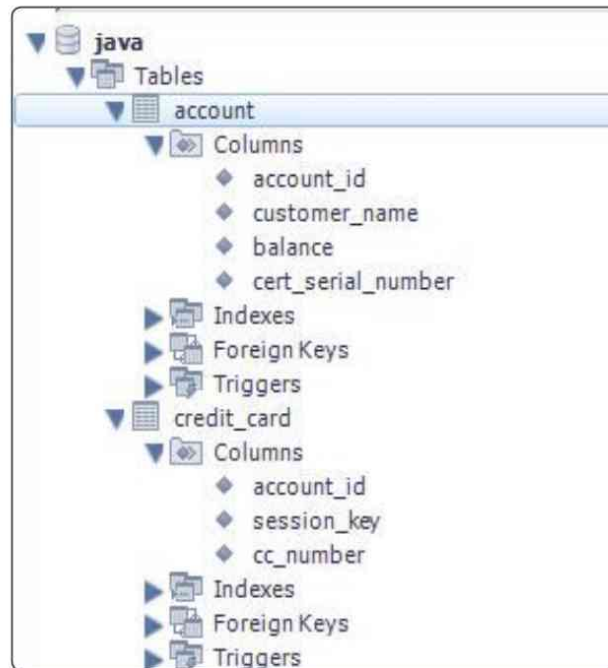 java
Tables
account
Columns
account_id
customer_name
balance
cert_serial_number
Indexes
Foreign Keys
Triggers
credit_card
Columns
account_id
session_key
cc_number
Indexes
Foreign Keys
Triggers